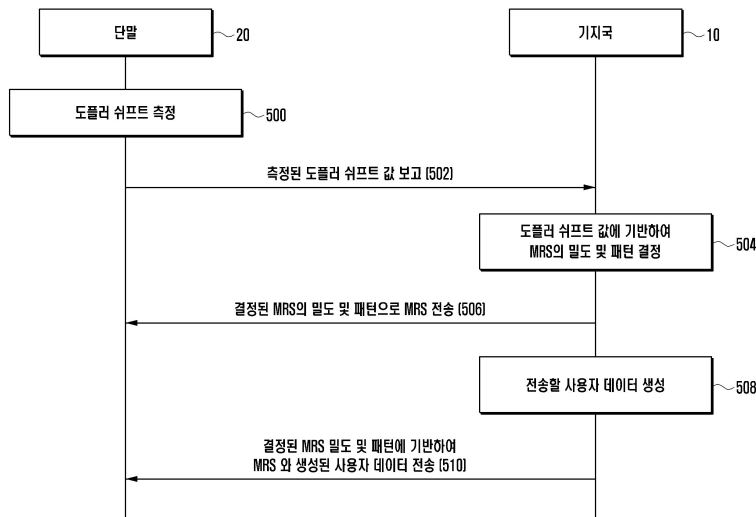 단말
20
기지국
10
도플러 쉬프트 측정
500
측정된 도플러 쉬프트 값 보고 (502)
도플러 쉬프트 값에 기반하여
MRS의 밀도 및 패턴 결정
504
결정된 MRS의 밀도 및 패턴으로 MRS 전송 (506)
전송할 사용자 데이터 생성
508
결정된 MRS 밀도 및 패턴에 기반하여
MRS 와 생성된 사용자 데이터 전송 (510)